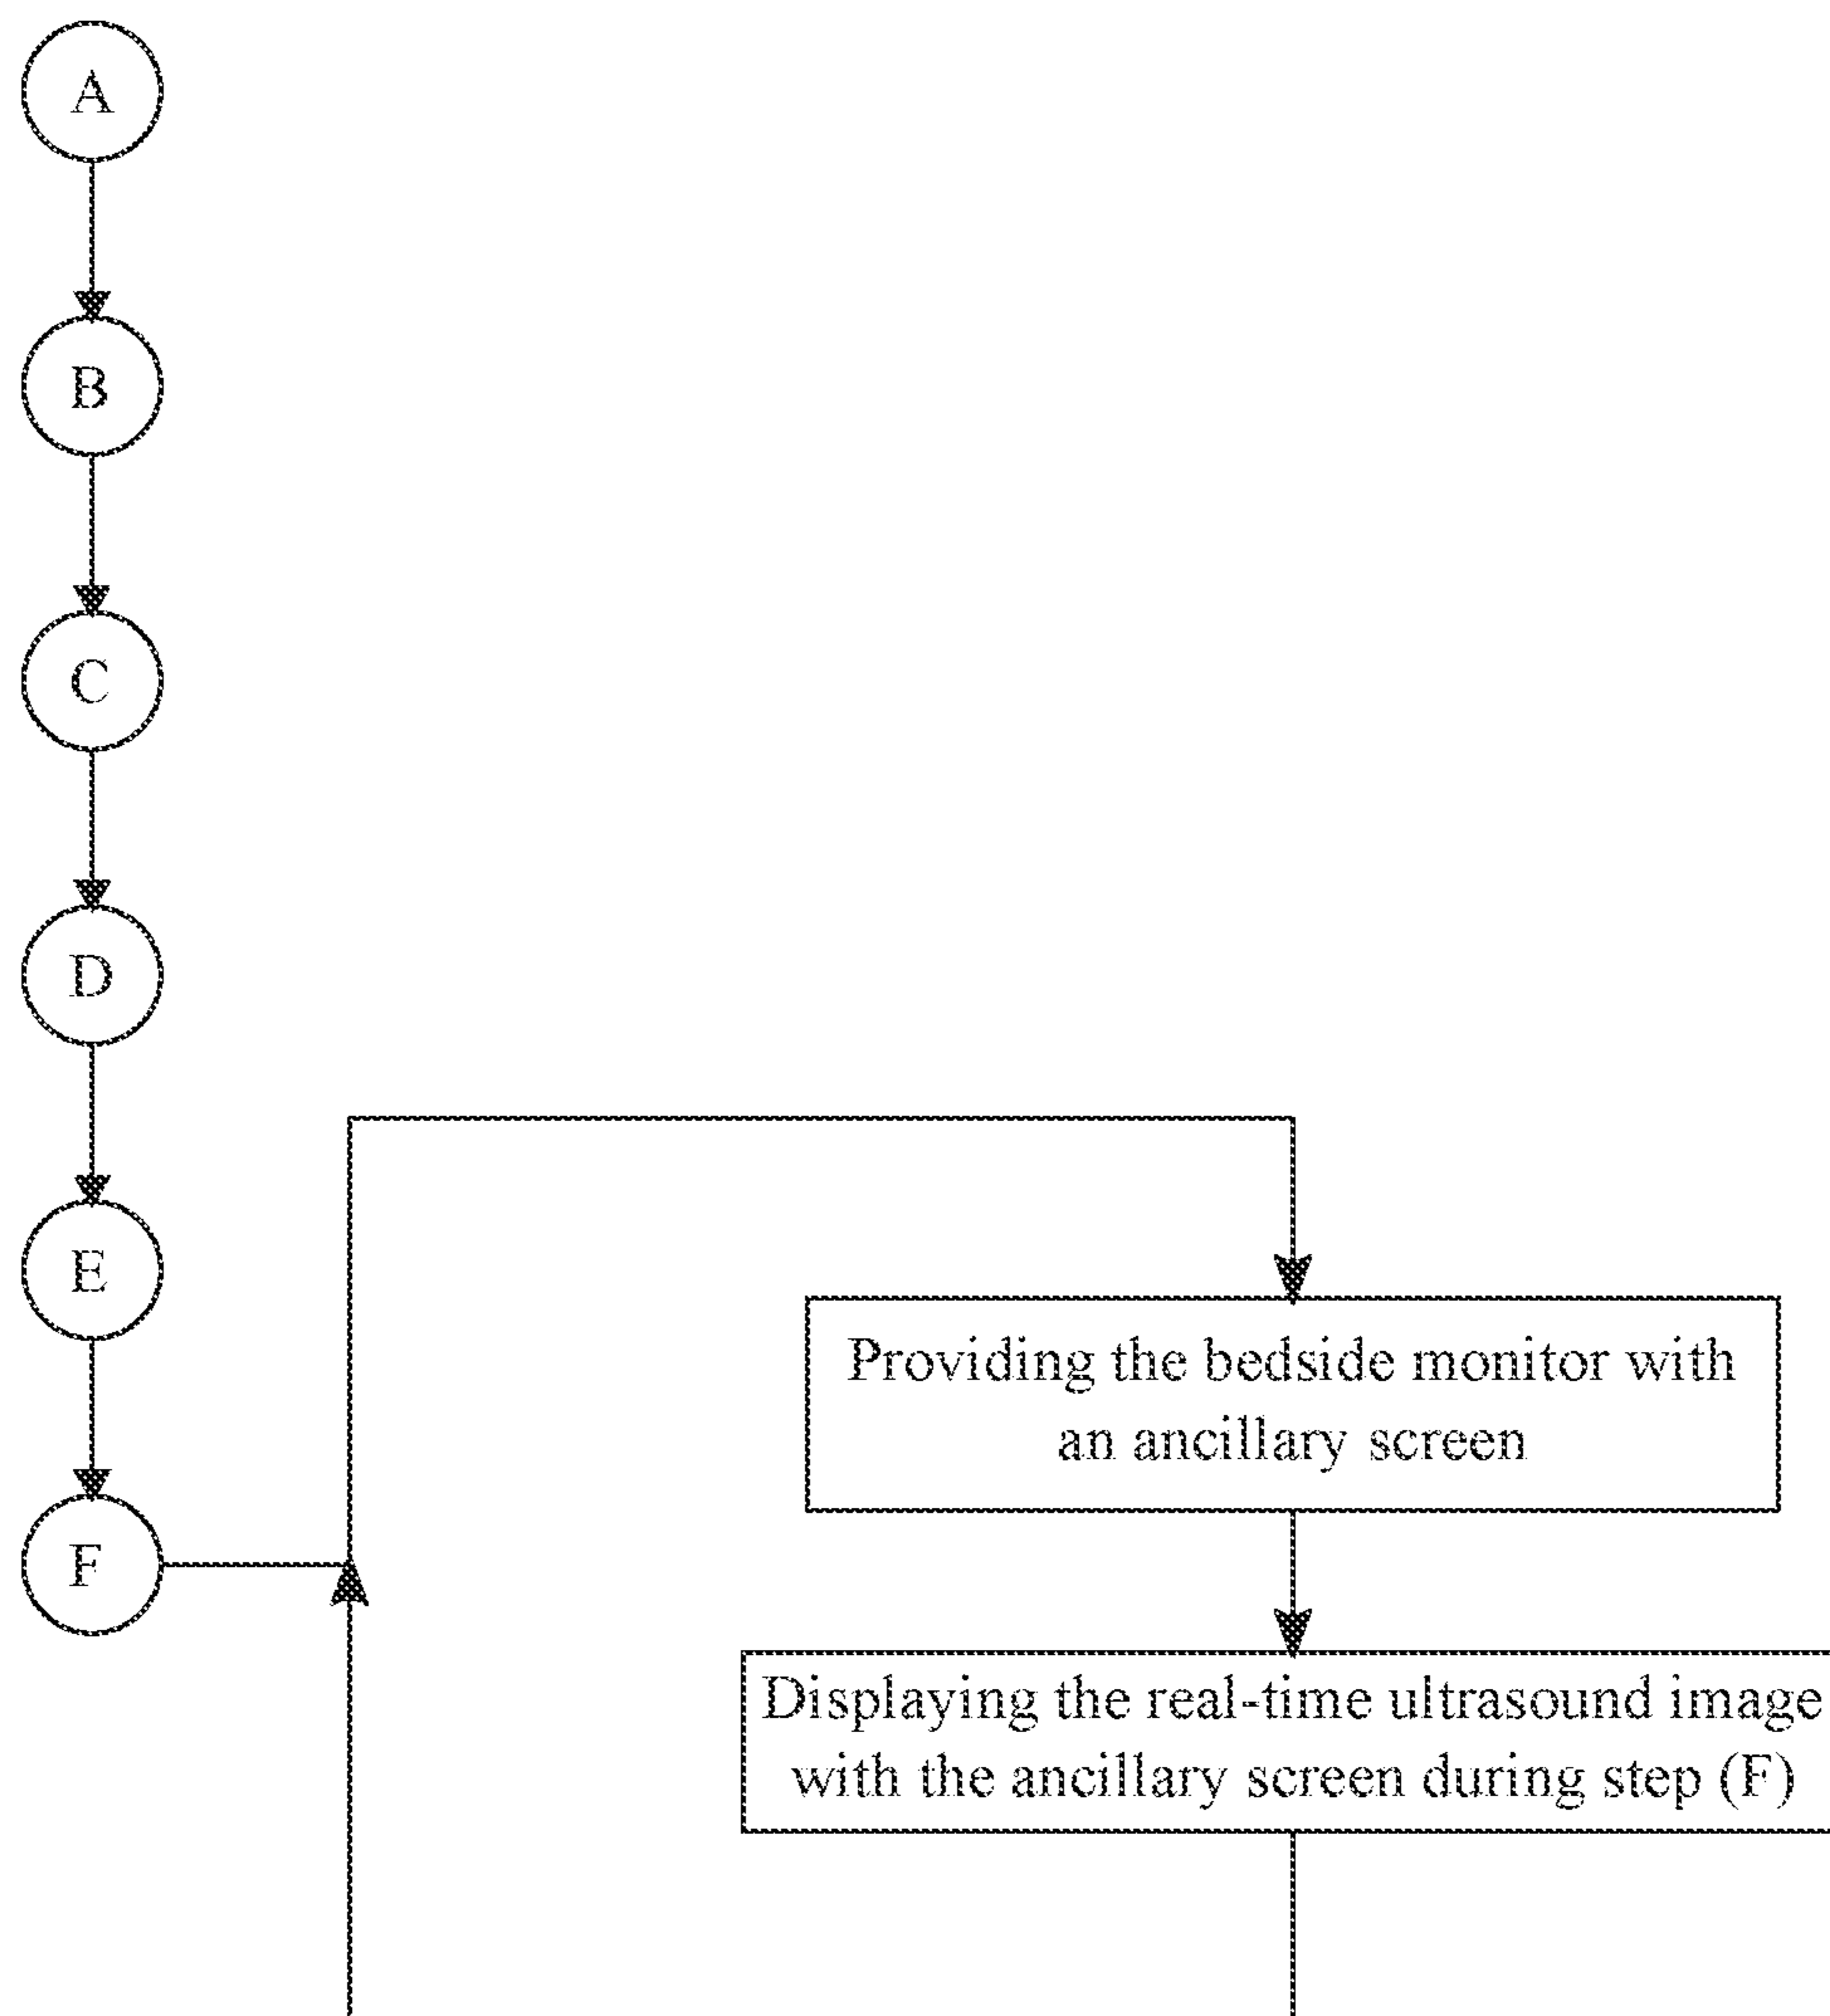 A
B
C
D
E
F
Providing the bedside monitor with
an ancillary screen
Displaying the real-time ultrasound image
with the ancillary screen during step (F)